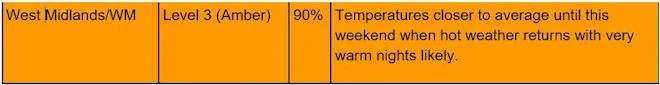 West Midlands/WM Level 3 (Amber) 90% Temperatures closer to average until this
weekend when hot weather returns with very
warm nights likely.